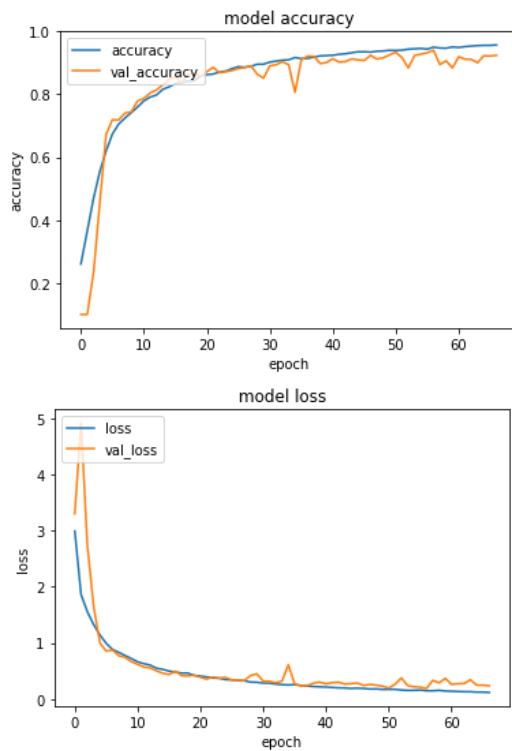 model accuracy
1.0
accuracy
val_accuracy
0.8
0.6
accuracy
0.4
0.2
0 10 20 30 40 50 60
epoch
model loss
5
loss
val_loss
4
3
loss
2
1
0
0 10 20 30 40 50 60
epoch